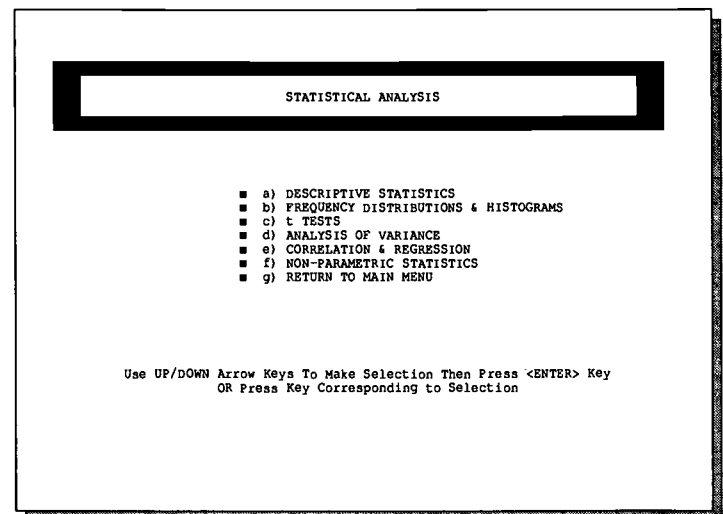 STATISTICAL ANALYSIS
■ a) DESCRIPTIVE STATISTICS
■ b) FREQUENCY DISTRIBUTIONS & HISTOGRAMS
■ c) t TESTS
■ d) ANALYSIS OF VARIANCE
■ e) CORRELATION & REGRESSION
■ f) NON-PARAMETRIC STATISTICS
■ g) RETURN TO MAIN MENU
Use UP/DOWN Arrow Keys To Make Selection Then Press <ENTER> Key
OR Press Key Corresponding to Selection